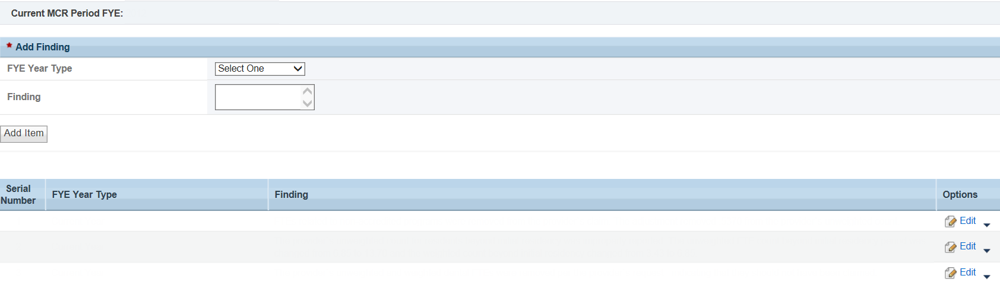 Current MCR Period FYE:
* Add Finding
FYE Year Type
Select One
Finding
Add Item
Serial Number
FYE Year Type
Finding
Options
Edit
Edit
Edit